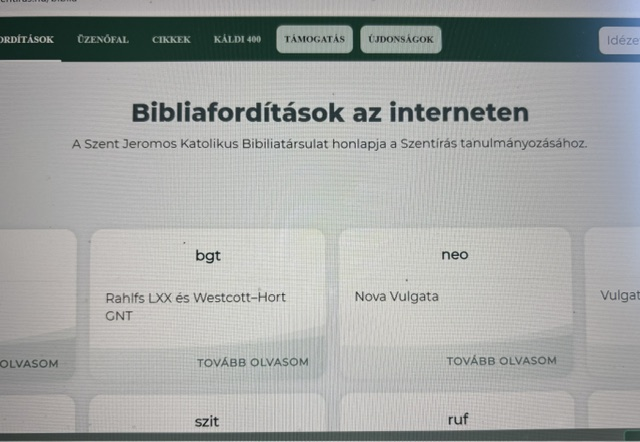 ORDÍTÁSOK ÜZENŐFAL CIKKEK KÁLDI 400 TÁMOGATÁS ÚJDONSÁGOK Idéze
Bibliafordítások az interneten
A Szent Jeromos Katolikus Bibiliatársulat honlapja a Szentírás tanulmányozásához.
bgt
Rahlfs LXX és Westcott–Hort
GNT
TOVÁBB OLVASOM
neo
Nova Vulgata
TOVÁBB OLVASOM
Vulgat
OLVASOM
szit
ruf